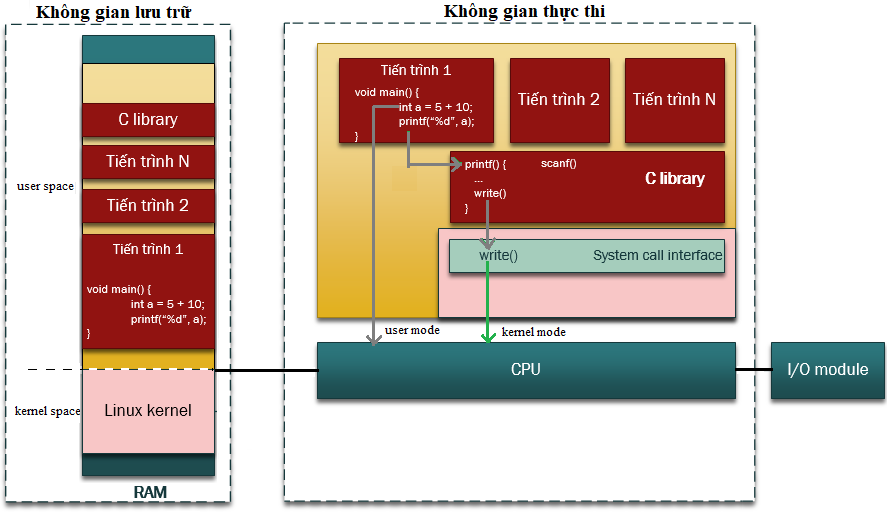 Không gian lưu trữ
Không gian thực thi
C library
Tiến trình N
user space
Tiến trình 2
Tiến trình 1
void main() {
int a = 5 + 10;
printf("%d", a);
}
kernel space
Linux kernel
RAM
Tiến trình 1
void main() {
int a = 5 + 10;
printf("%d", a);
}
Tiến trình 2
Tiến trình N
printf() {
scanf()
...
write()
}
C library
write()
System call interface
user mode
kernel mode
CPU
I/O module